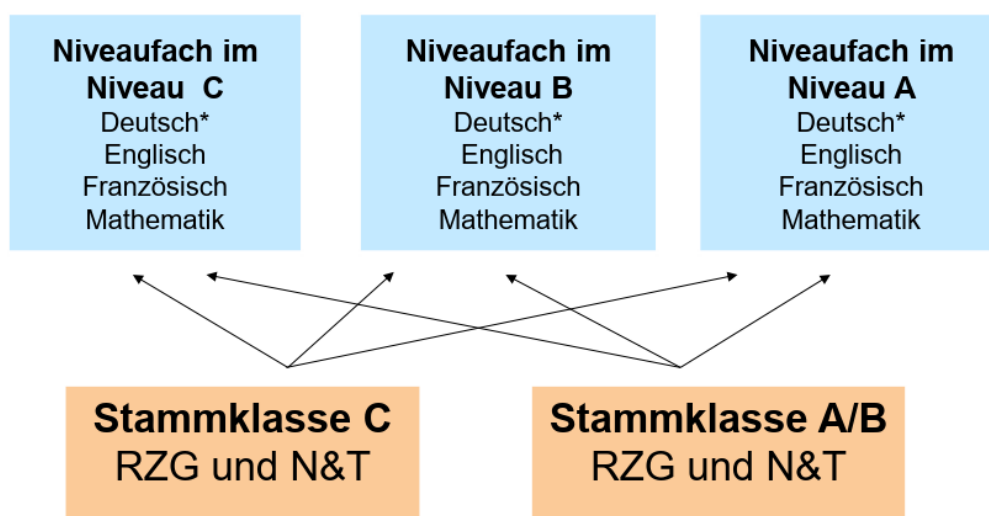 Niveaufach im
Niveau C
Deutsch*
Englisch
Französisch
Mathematik
Niveaufach im
Niveau B
Deutsch*
Englisch
Französisch
Mathematik
Niveaufach im
Niveau A
Deutsch*
Englisch
Französisch
Mathematik
Stammklasse C
RZG und N&T
Stammklasse A/B
RZG und N&T